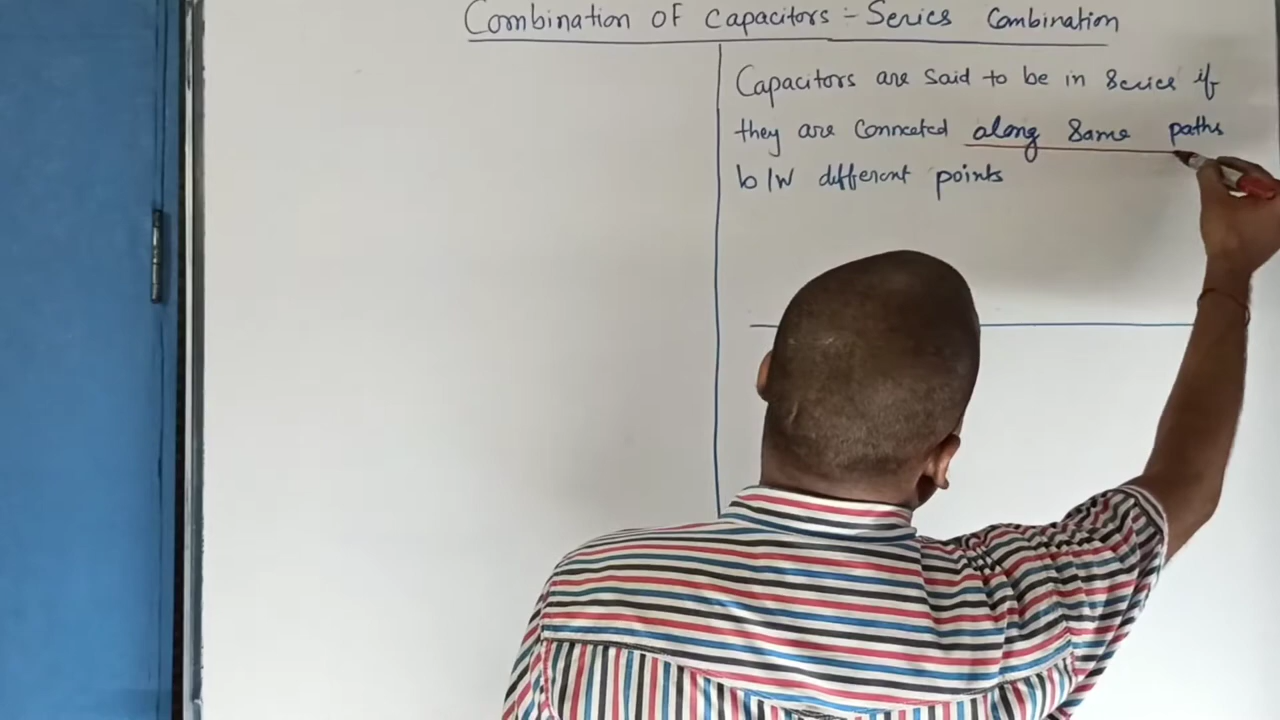 Combination OF Capacitors :- Series Combination
Capacitors are said to be in Series if
they are Connected along Same paths
b/w different points